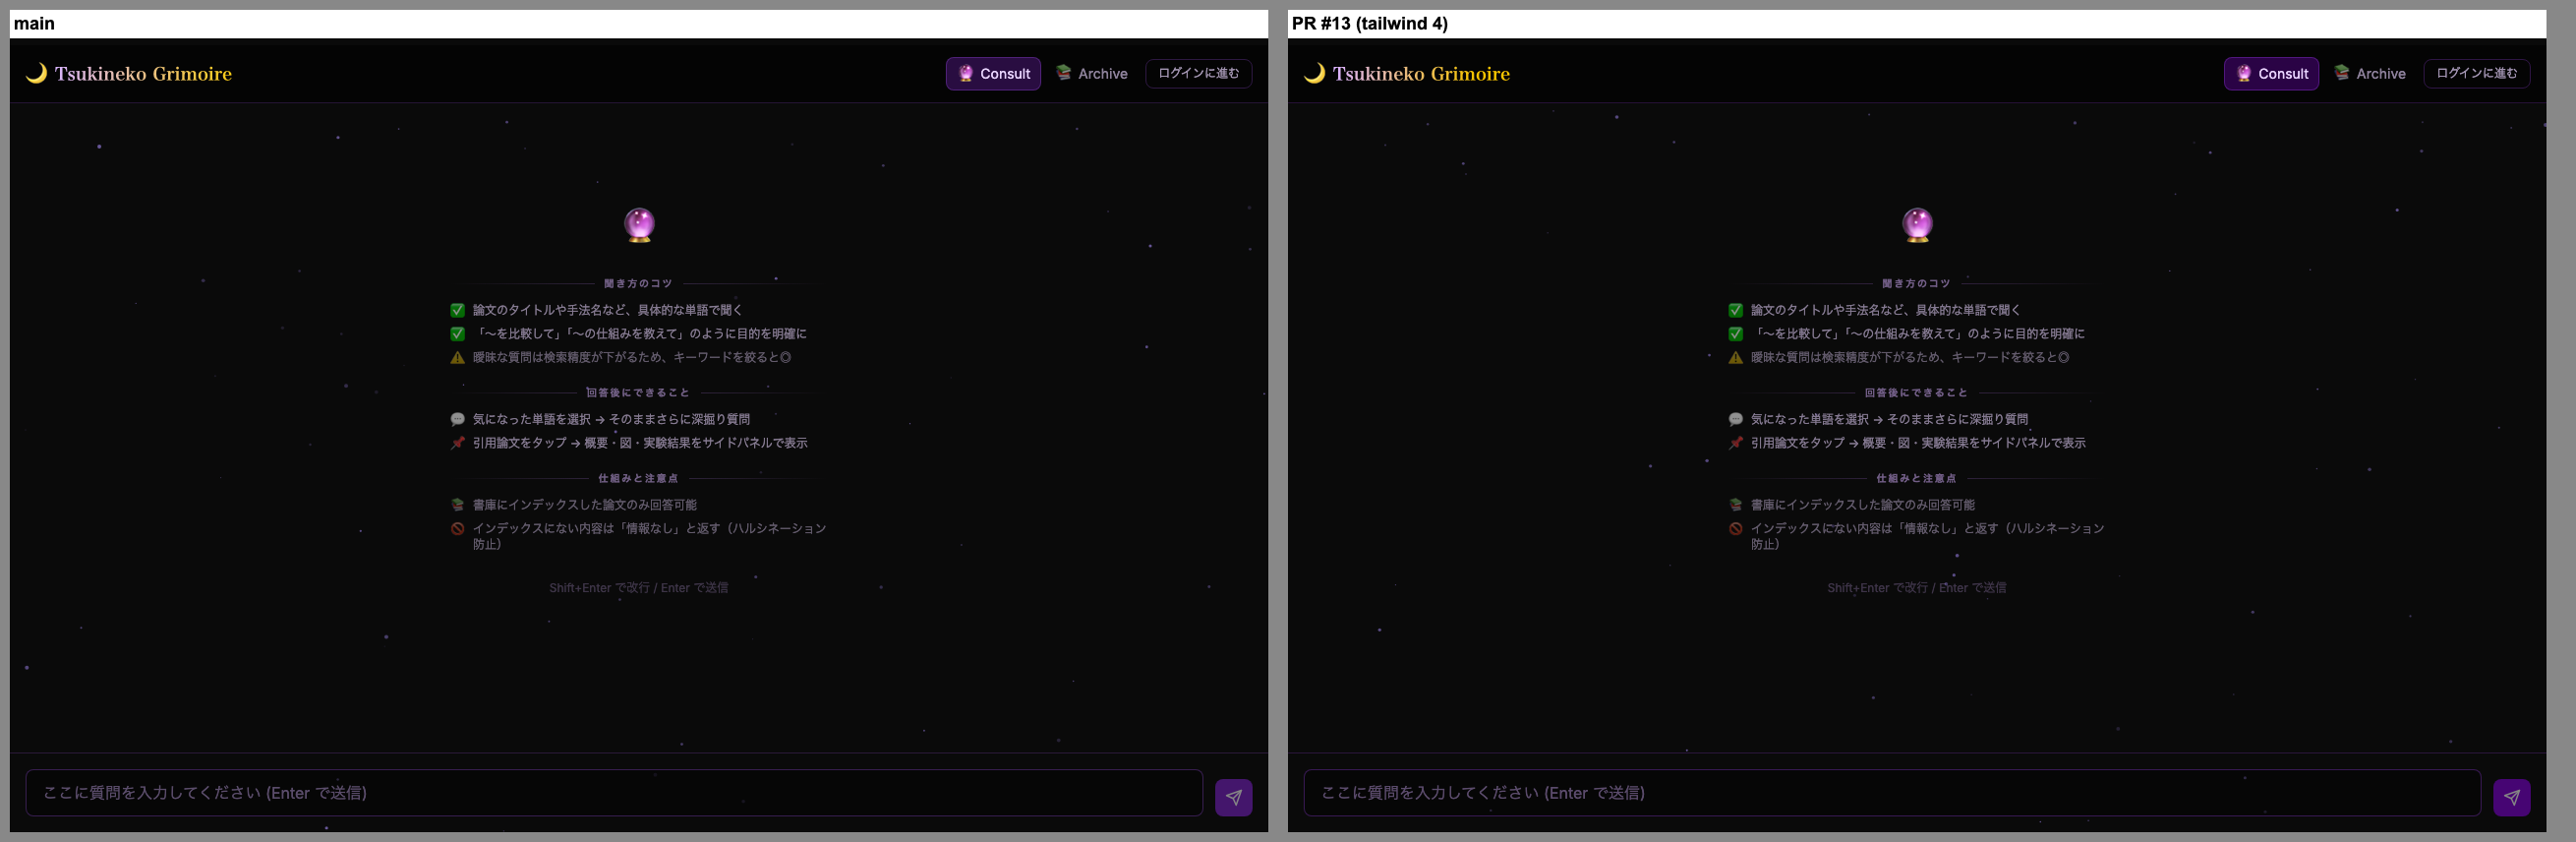 main
Tsukineko Grimoire
Consult
Archive
ログインに進む
聞き方のコツ
論文のタイトルや手法名など、具体的な単語で聞く
「〜を比較して」「〜の仕組みを教えて」のように目的を明確に
曖昧な質問は検索精度が下がるため、キーワードを絞ると◎
回答後にできること
気になった単語を選択 → そのままさらに深掘り質問
引用論文をタップ → 概要・図・実験結果をサイドパネルで表示
仕組みと注意点
書庫にインデックスした論文のみ回答可能
インデックスにない内容は「情報なし」と返す（ハルシネーション
防止）
Shift+Enter で改行 / Enter で送信
ここに質問を入力してください (Enter で送信)
PR #13 (tailwind 4)
Tsukineko Grimoire
Consult
Archive
ログインに進む
聞き方のコツ
論文のタイトルや手法名など、具体的な単語で聞く
「〜を比較して」「〜の仕組みを教えて」のように目的を明確に
曖昧な質問は検索精度が下がるため、キーワードを絞ると◎
回答後にできること
気になった単語を選択 → そのままさらに深掘り質問
引用論文をタップ → 概要・図・実験結果をサイドパネルで表示
仕組みと注意点
書庫にインデックスした論文のみ回答可能
インデックスにない内容は「情報なし」と返す（ハルシネーション
防止）
Shift+Enter で改行 / Enter で送信
ここに質問を入力してください (Enter で送信)